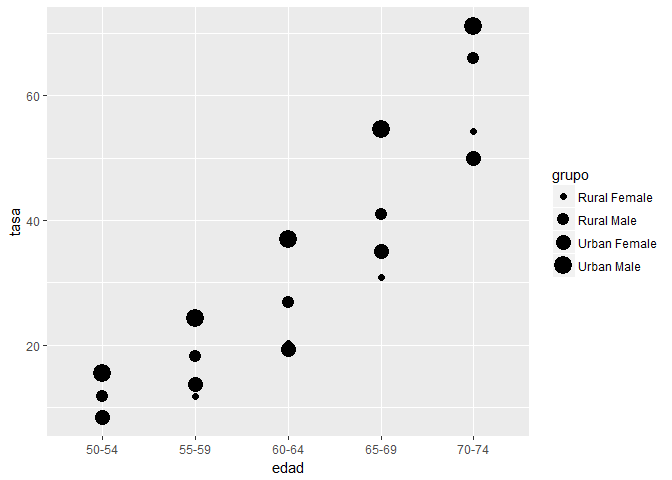 tasa
60
40
20
50-54 55-59 60-64 65-69 70-74
edad
grupo
Rural Female
Rural Male
Urban Female
Urban Male